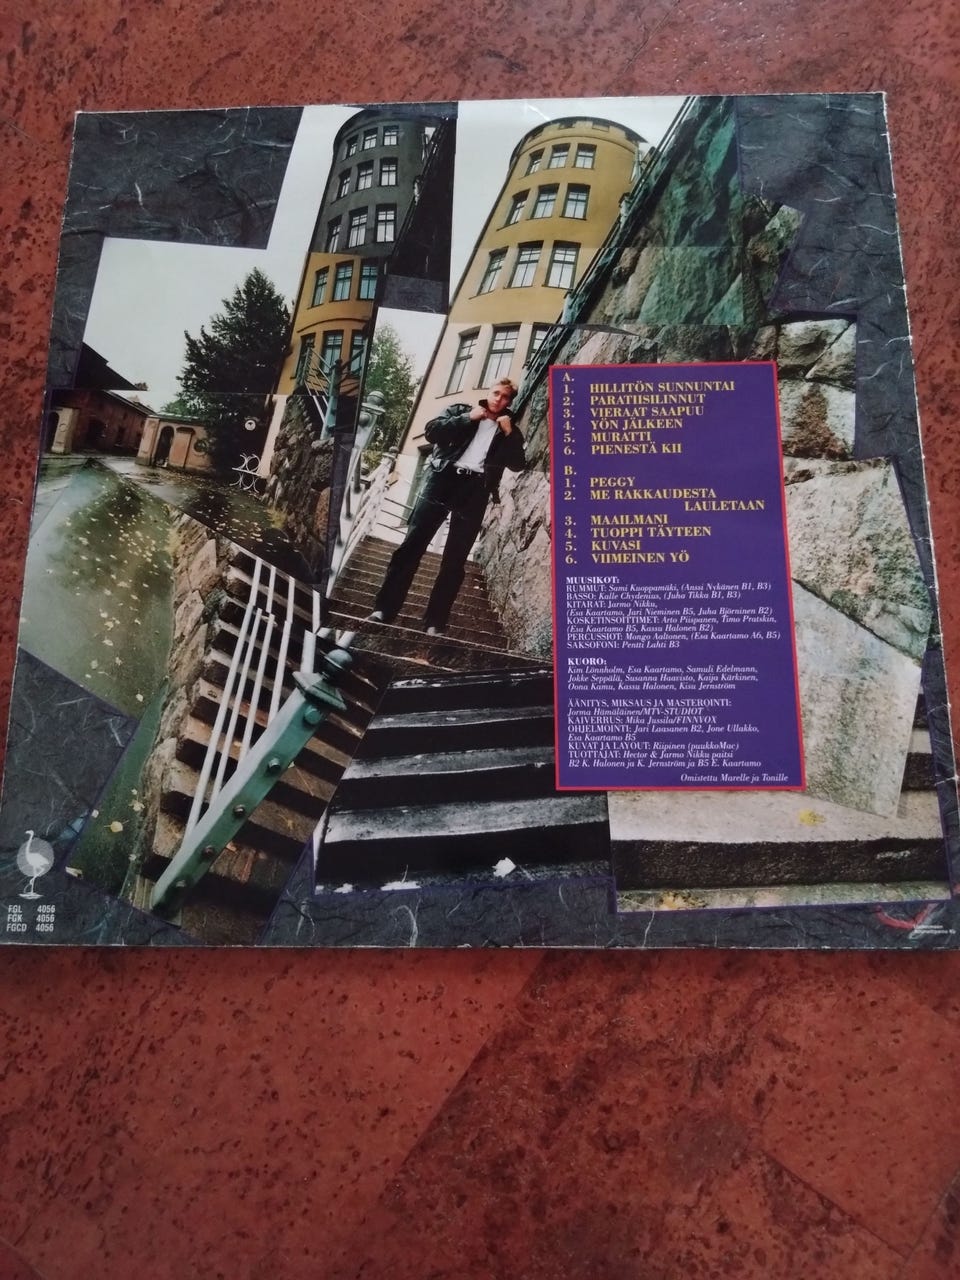 A.
1. HILLITÖN SUNNUNTAI
2. PARATIISILINNUT
3. VIERAAT SAAPUU
4. YÖN JÄLKEEN
5. MURATTI
6. PIENESTÄ KII
B.
1. PEGGY
2. ME RAKKAUDESTA
LAULETAAN
3. MAAILMANI
4. TUOPPI TÄYTEEN
5. KUVASI
6. VIIMEINEN YÖ
MUUSIKOT:
RUMMUT: Sami Kuoppamäki, (Anssi Nykänen B1, B3)
BASSO: Kalle Chydenius, (Juha Tikka B1, B3)
KITARAT: Jarmo Nikku,
(Esa Kaartamo, Jari Nieminen B5, Juha Björninen B2)
KOSKETINSOITTIMET: Arto Piispanen, Timo Pratskin,
(Esa Kaartamo B5, Kassu Halonen B2)
PERCUSSIOT: Mongo Aaltonen, (Esa Kaartamo A6, B5)
SAKSOFONI: Pentti Lahti B3
KUORO:
Kim Lönnholm, Esa Kaartamo, Samuli Edelmann,
Jokke Seppälä, Susanna Haavisto, Kaija Kärkinen,
Oona Kamu, Kassu Halonen, Kisu Jernström
ÄÄNITYS, MIKSAUS JA MASTEROINTI:
Jorma Hämäläinen/MTV-STUDIOT
KAIVERRUS: Mika Jussila/FINNVOX
OHJELMOINTI: Jari Laasanen B2, Jone Ullakko,
Esa Kaartamo B5
KUVAT JA LAYOUT: Riipinen (puukkoMac)
TUOTTAJAT: Hector & Jarmo Nikku paitsi
B2 K. Halonen ja K. Jernström ja B5 E. Kaartamo
Omistettu Marelle ja Tonille
FGL 4056
FGK 4056
FGCD 4056